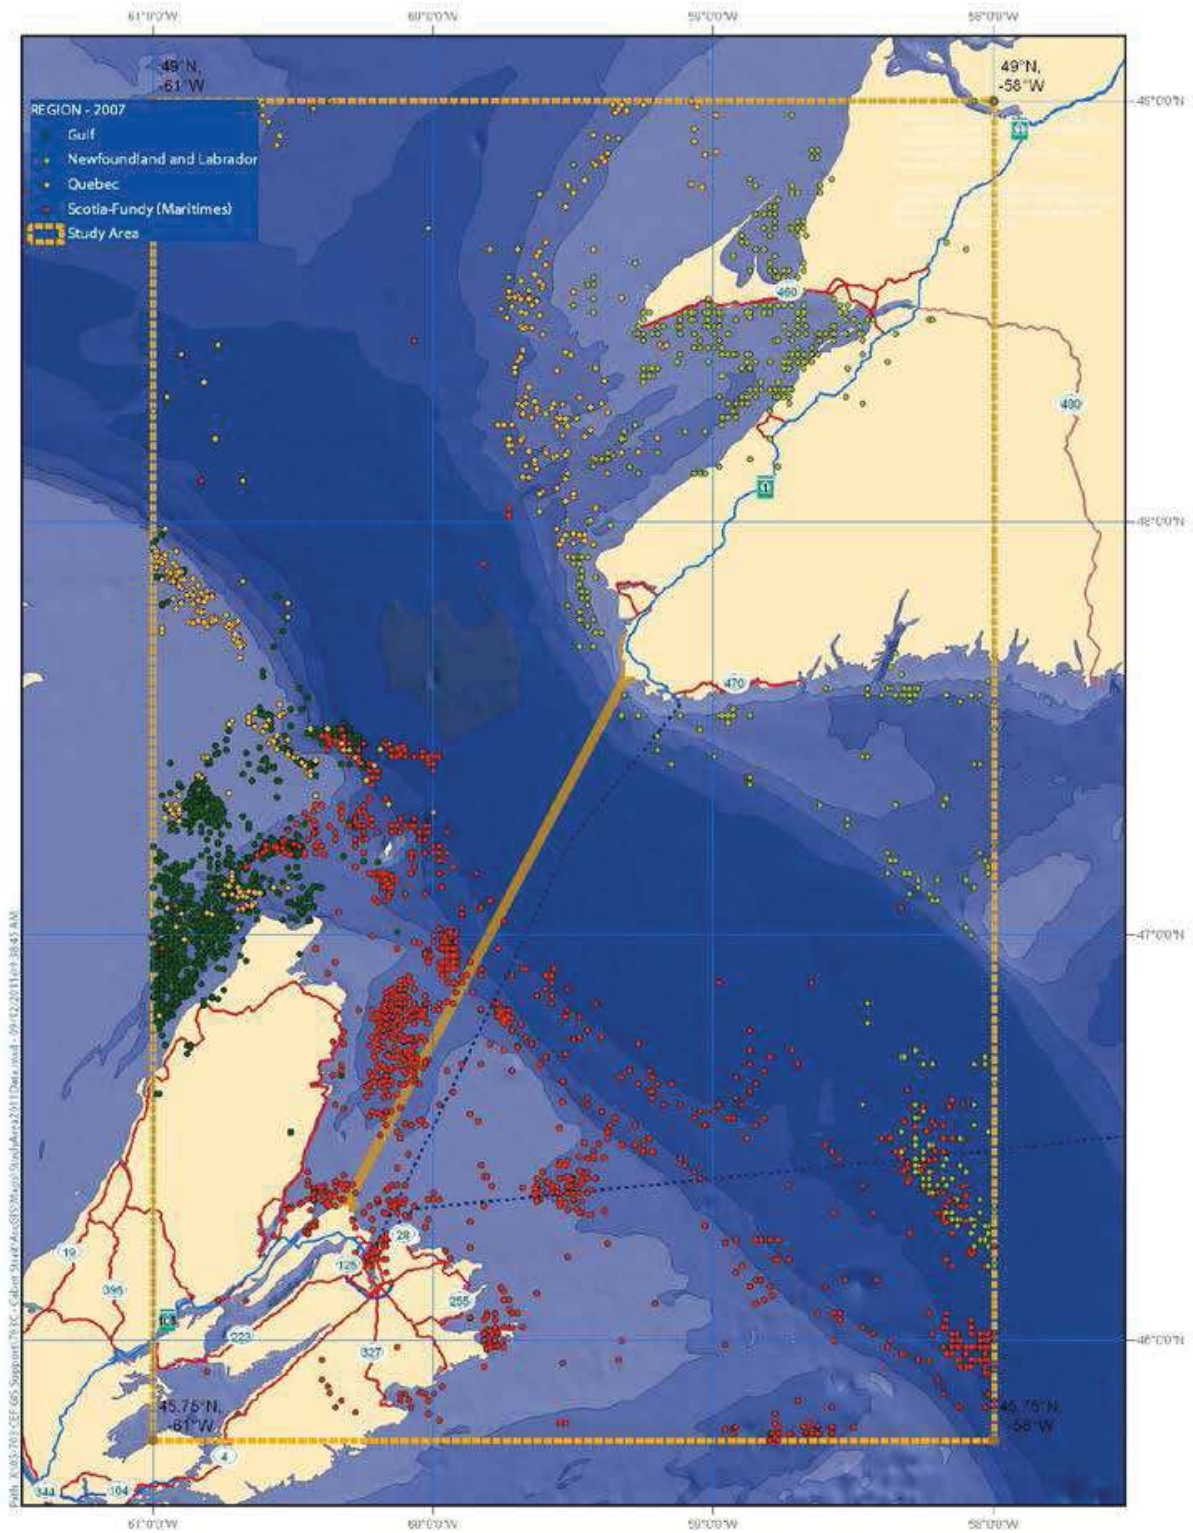 61°0'0"W 60°0'0"W 59°0'0"W 58°0'0"W
49°N,
-61°W
49°N,
-58°W
49°0'0"N
REGION - 2007
Gulf
Newfoundland and Labrador
Quebec
Scotia-Fundy (Maritimes)
Study Area
1
460
480
1
48°0'0"N
470
47°0'0"N
28
19
125
395
255
223
327
46°0'0"N
45.75°N,
-61°W
45.75°N,
-58°W
4
344
104
61°0'0"W 60°0'0"W 59°0'0"W 58°0'0"W